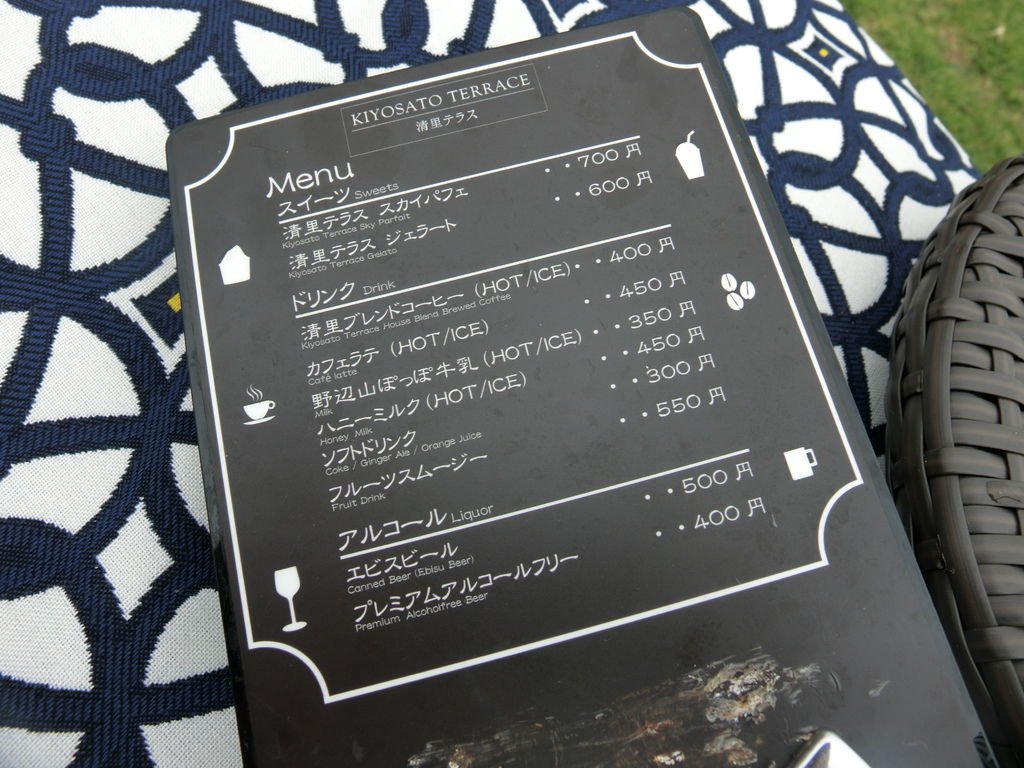 KIYOSATO TERRACE
清里テラス
Menu
スイーツ Sweets
清里テラス スカイパフェ ・・700 円
Kiyosato Terrace Sky Parfait
清里テラス ジェラート ・・600 円
Kiyosato Terrace Gelato
ドリンク Drink
清里ブレンドコーヒー (HOT/ICE)・・400 円
Kiyosato Terrace House Blend Brewed Coffee
カフェラテ (HOT/ICE) ・・450 円
Café latte
野辺山ぽっぽ牛乳 (HOT/ICE) ・・350 円
Milk
ハニーミルク (HOT/ICE) ・・450 円
Honey Milk
ソフトドリンク ・・300 円
Coke / Ginger Ale / Orange Juice
フルーツスムージー ・・550 円
Fruit Drink
アルコール Liquor
エビスビール ・・500 円
Canned Beer (Ebisu Beer)
プレミアムアルコールフリー ・・400 円
Premium Alcoholfree Beer